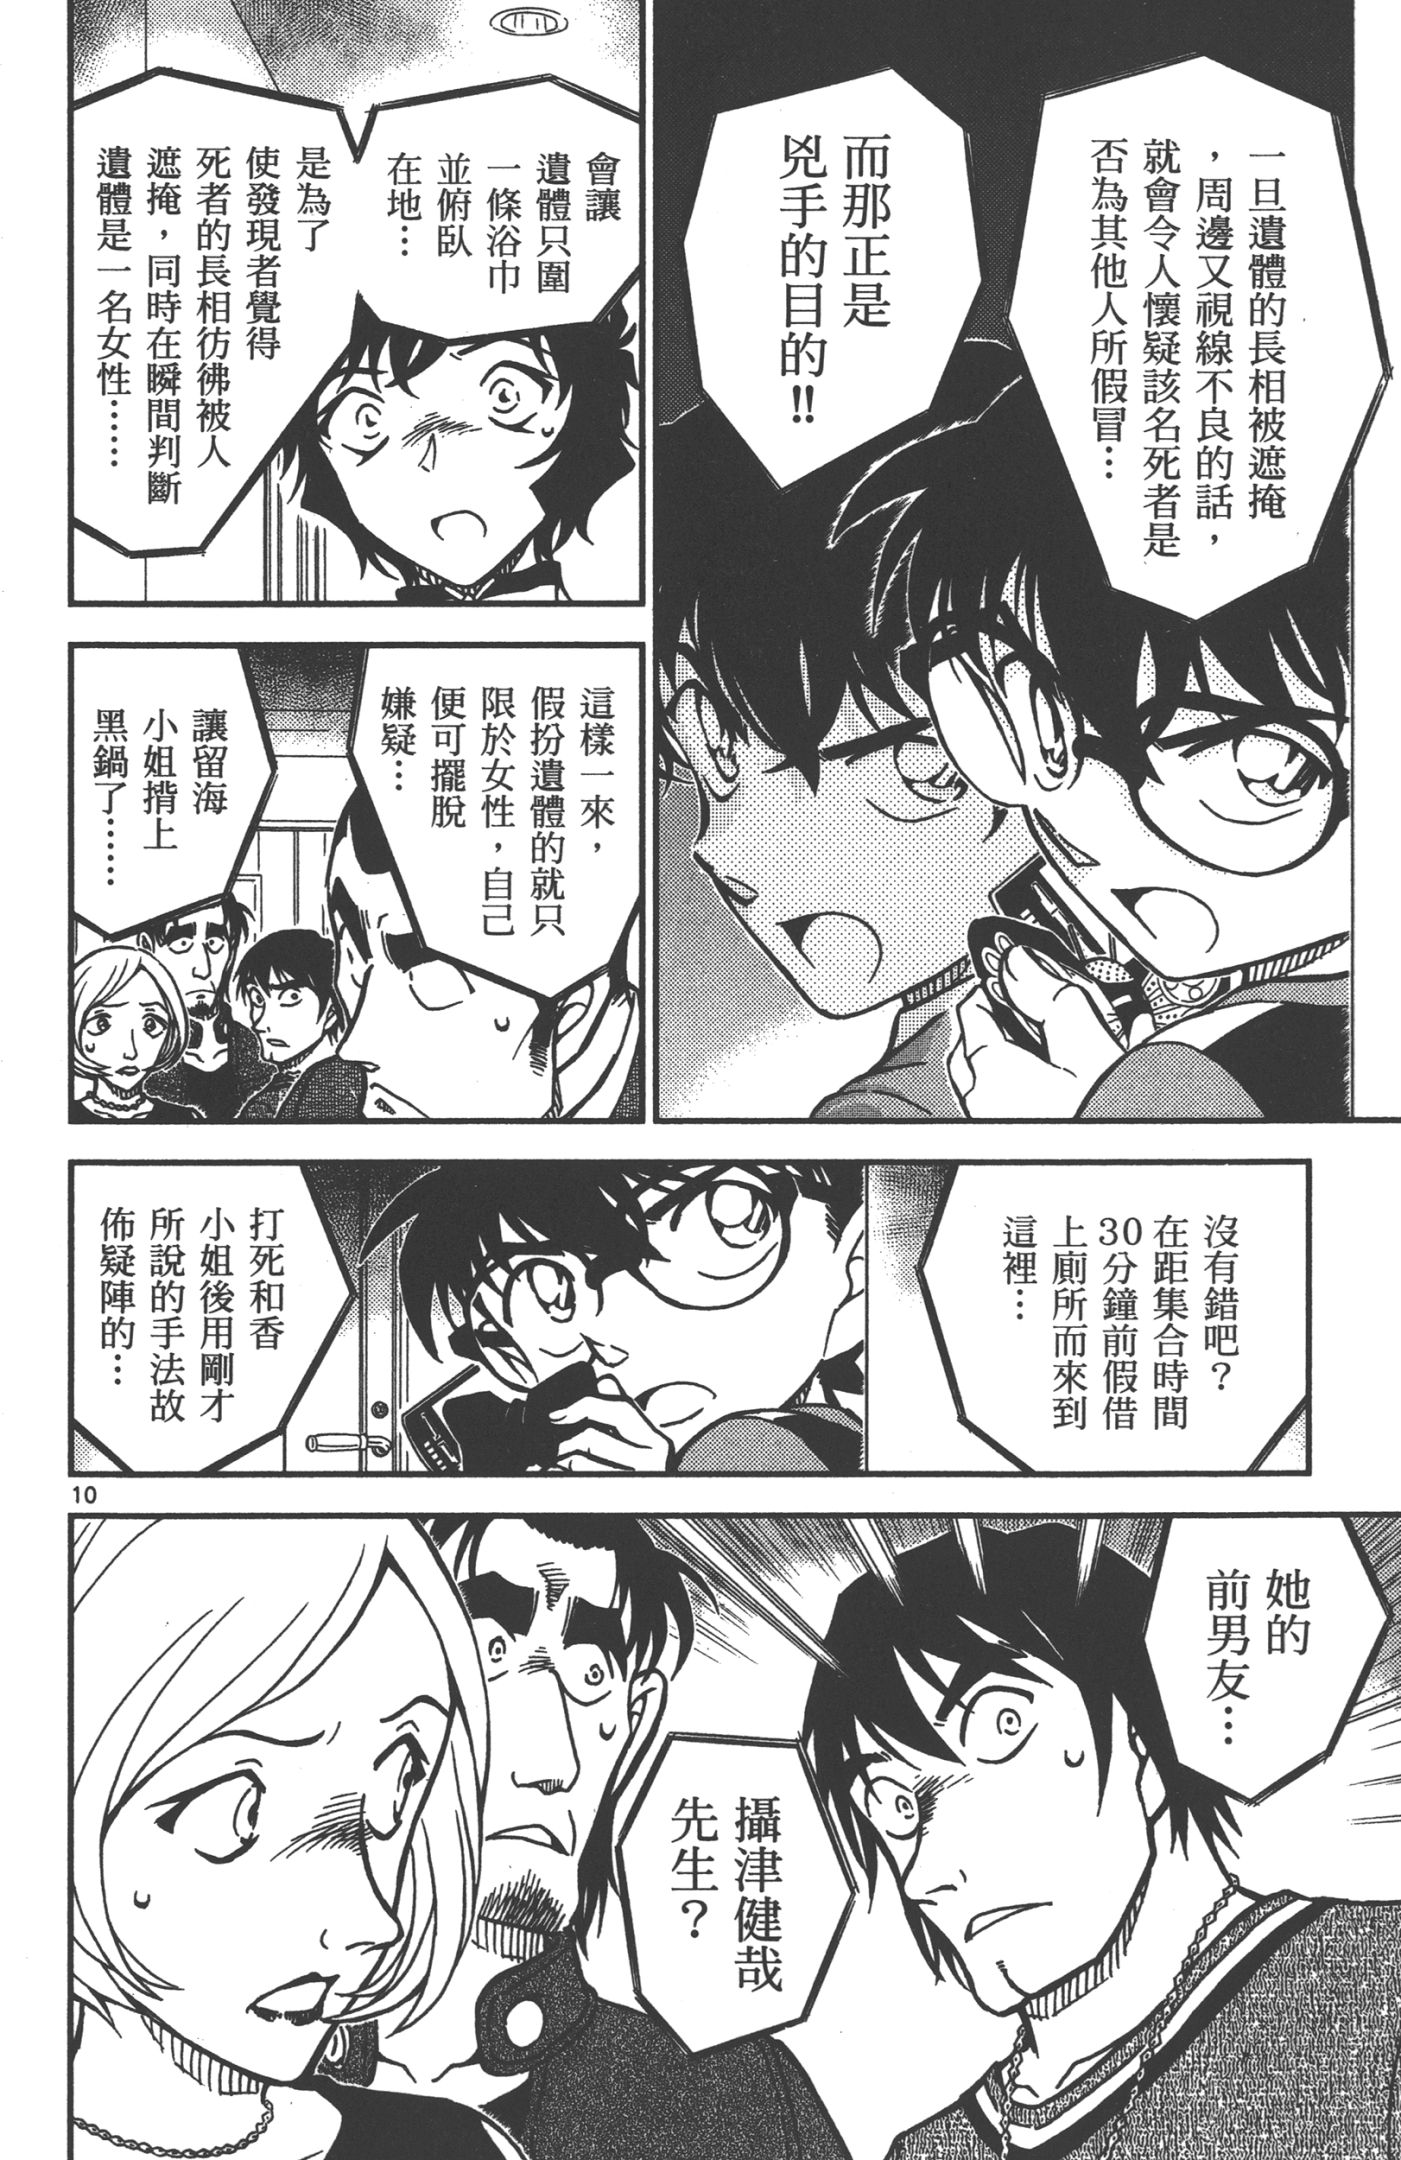 一旦遺體的長相被遮掩
，周邊又視線不良的話，
就會令人懷疑該名死者是
否為其他人所假冒…
而那正是
兇手的目的!!
會讓
遺體只圍
一條浴巾
並俯臥
在地…
是為了
使發現者覺得
死者的長相彷彿被人
遮掩，同時在瞬間判斷
遺體是一名女性……
這樣一來，
假扮遺體的就只
限於女性，自己
便可擺脫
嫌疑…
讓留海
小姐揹上
黑鍋了……
沒有錯吧？
在距集合時間
30分鐘前假借
上廁所而來到
這裡…
打死和香
小姐後用剛才
所說的手法故
佈疑陣的…
10
她的
前男友…
攝津健哉
先生？